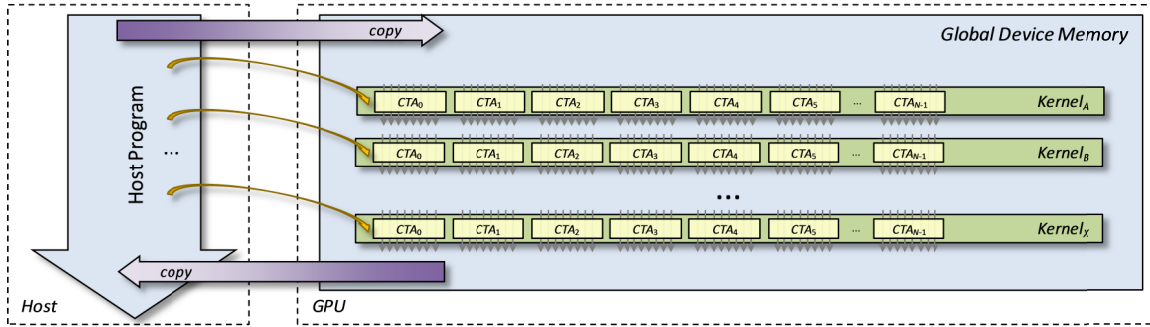 copy
Global Device Memory
CTA0 CTA1 CTA2 CTA3 CTA4 CTA5 ... CTAN-1 KernelA
CTA0 CTA1 CTA2 CTA3 CTA4 CTA5 ... CTAN-1 KernelB
Host Program
...
...
CTA0 CTA1 CTA2 CTA3 CTA4 CTA5 ... CTAN-1 KernelX
copy
Host
GPU